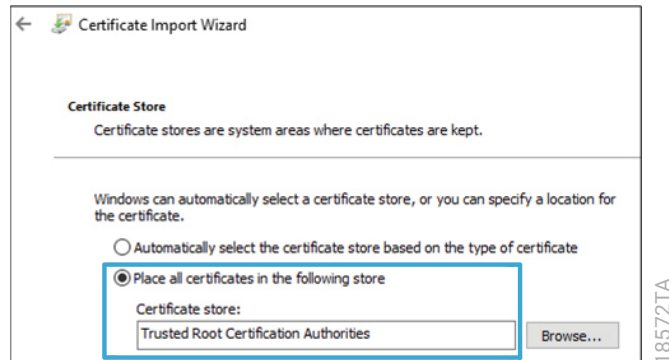 Certificate Import Wizard
Certificate Store
Certificate stores are system areas where certificates are kept.
Windows can automatically select a certificate store, or you can specify a location for
the certificate.
Automatically select the certificate store based on the type of certificate
Place all certificates in the following store
Certificate store:
Trusted Root Certification Authorities
Browse...
18572TA